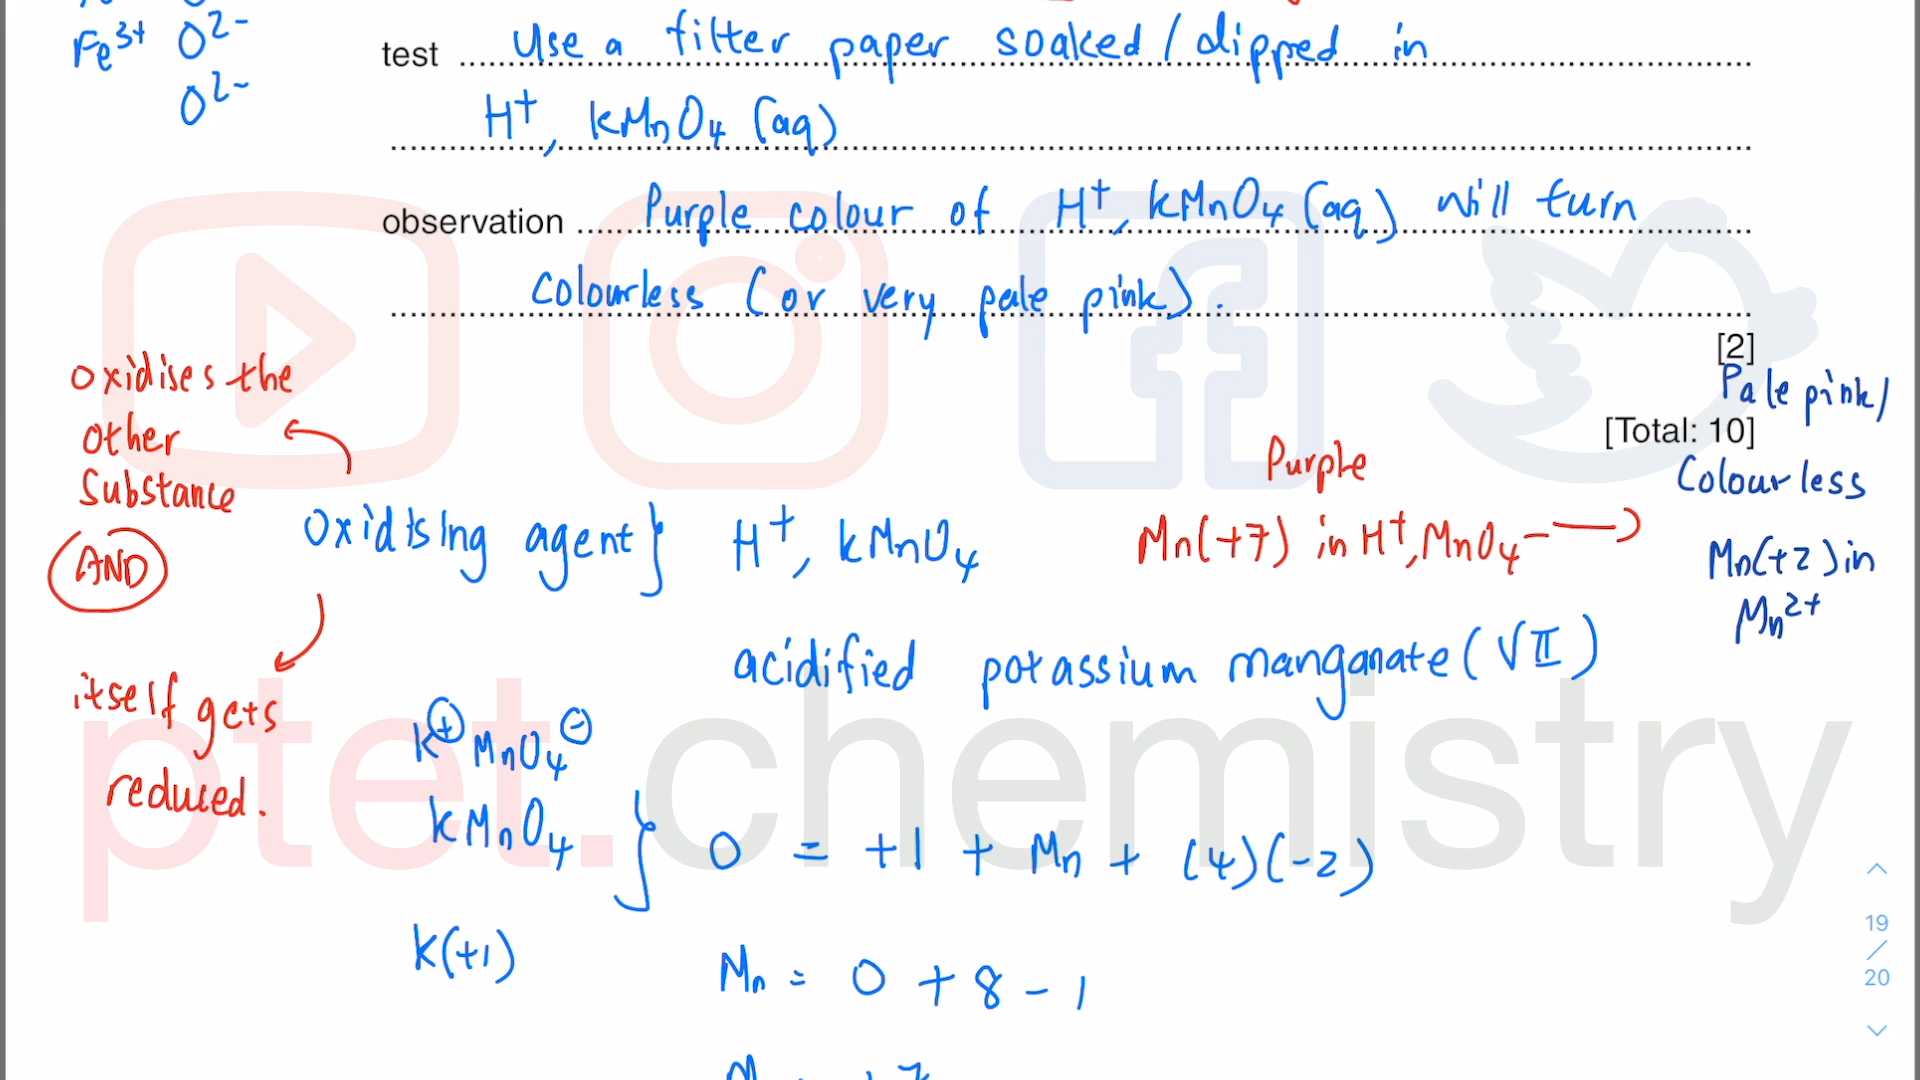 Fe³⁺ O²⁻
O²⁻
test Use a filter paper soaked / dipped in
H⁺, KMnO₄ (aq)
observation Purple colour of H⁺, KMnO₄ (aq) will turn
colourless (or very pale pink).
[2]
[Total: 10]
Pale pink/
Colourless
Mn(+2) in
Mn²⁺
Purple
Mn(+7) in H⁺, MnO₄⁻ →
oxidises the
other
substance
AND
itself gets
reduced.
oxidising agent } H⁺, KMnO₄
acidified potassium manganate (VII)
K⁺ MnO₄⁻
KMnO₄ } 0 = +1 + Mn + (4)(-2)
K(+1)
Mn = 0 + 8 - 1
ptet.chemistry
19
/
20